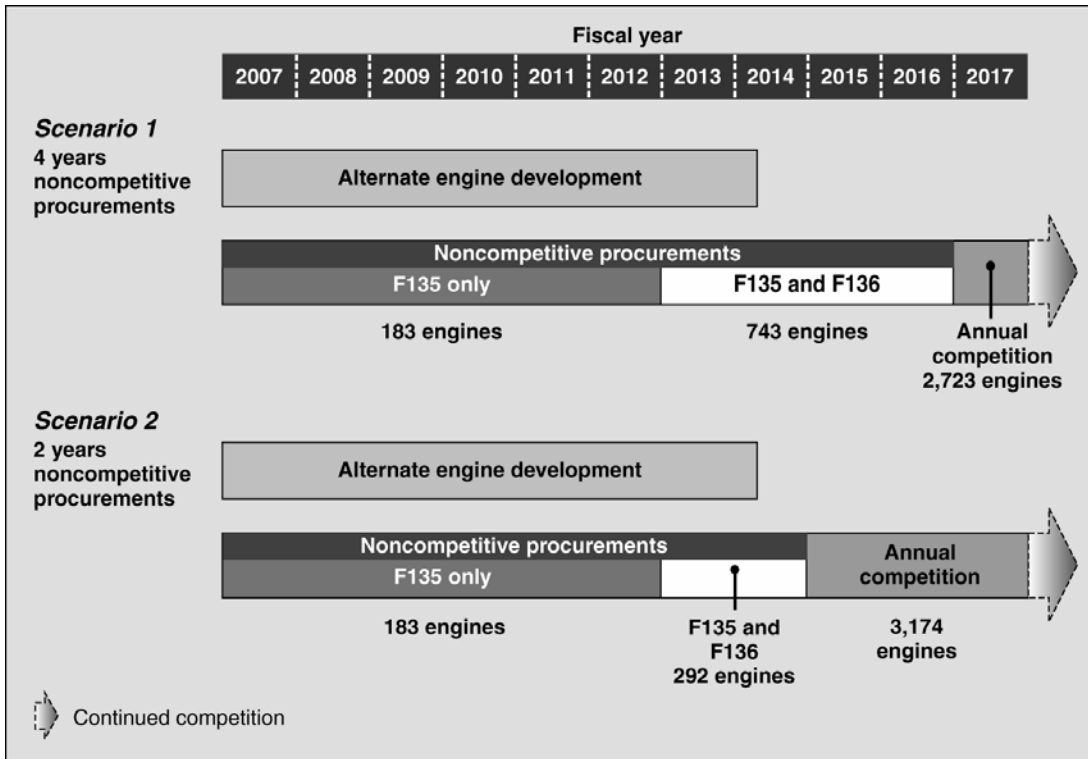 Fiscal year
2007 2008 2009 2010 2011 2012 2013 2014 2015 2016 2017
Scenario 1
4 years
noncompetitive
procurements
Alternate engine development
Noncompetitive procurements
F135 only
F135 and F136
183 engines
743 engines
Annual
competition
2,723 engines
Scenario 2
2 years
noncompetitive
procurements
Alternate engine development
Noncompetitive procurements
F135 only
Annual
competition
183 engines
F135 and
F136
292 engines
3,174
engines
Continued competition